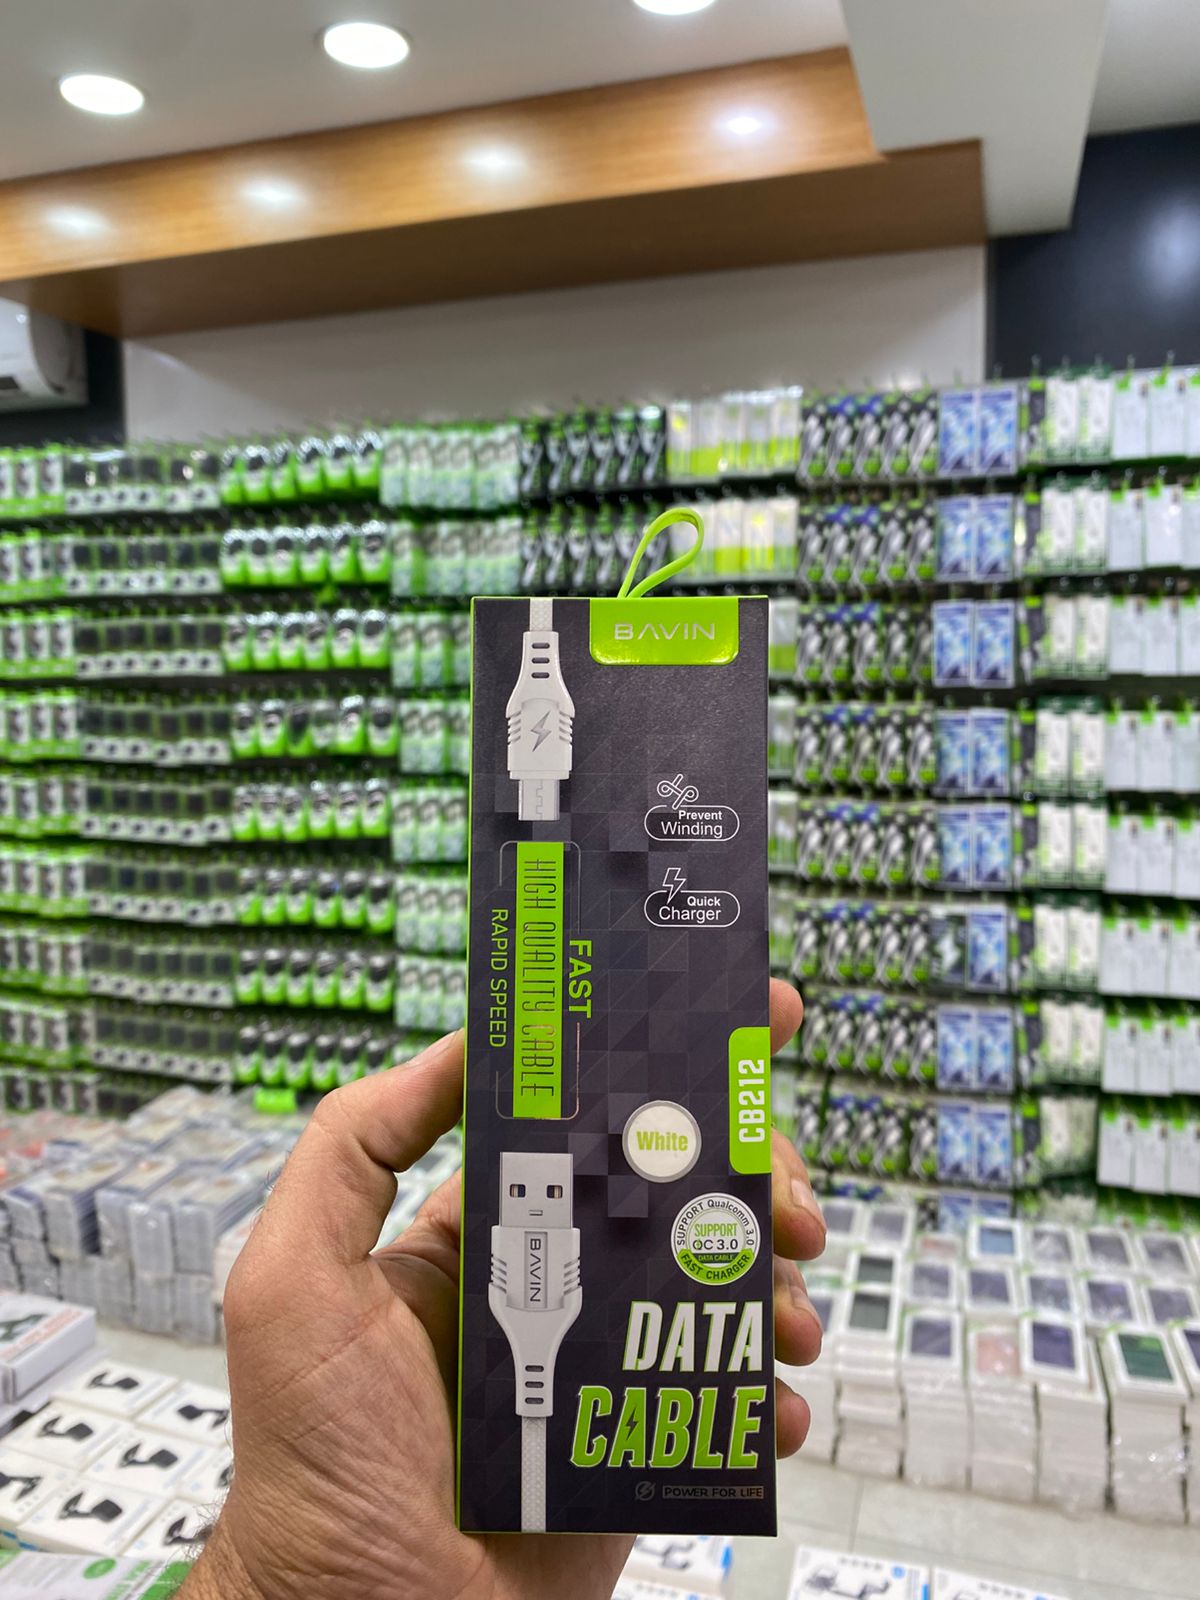 BAVIN
Prevent
Winding
Quick
Charger
FAST
HIGH QUALITY CABLE
RAPID SPEED
CB212
White
SUPPORT Qualcomm 3.0
SUPPORT
QC 3.0
DATA CABLE
FAST CHARGER
BAVIN
DATA
CABLE
POWER FOR LIFE